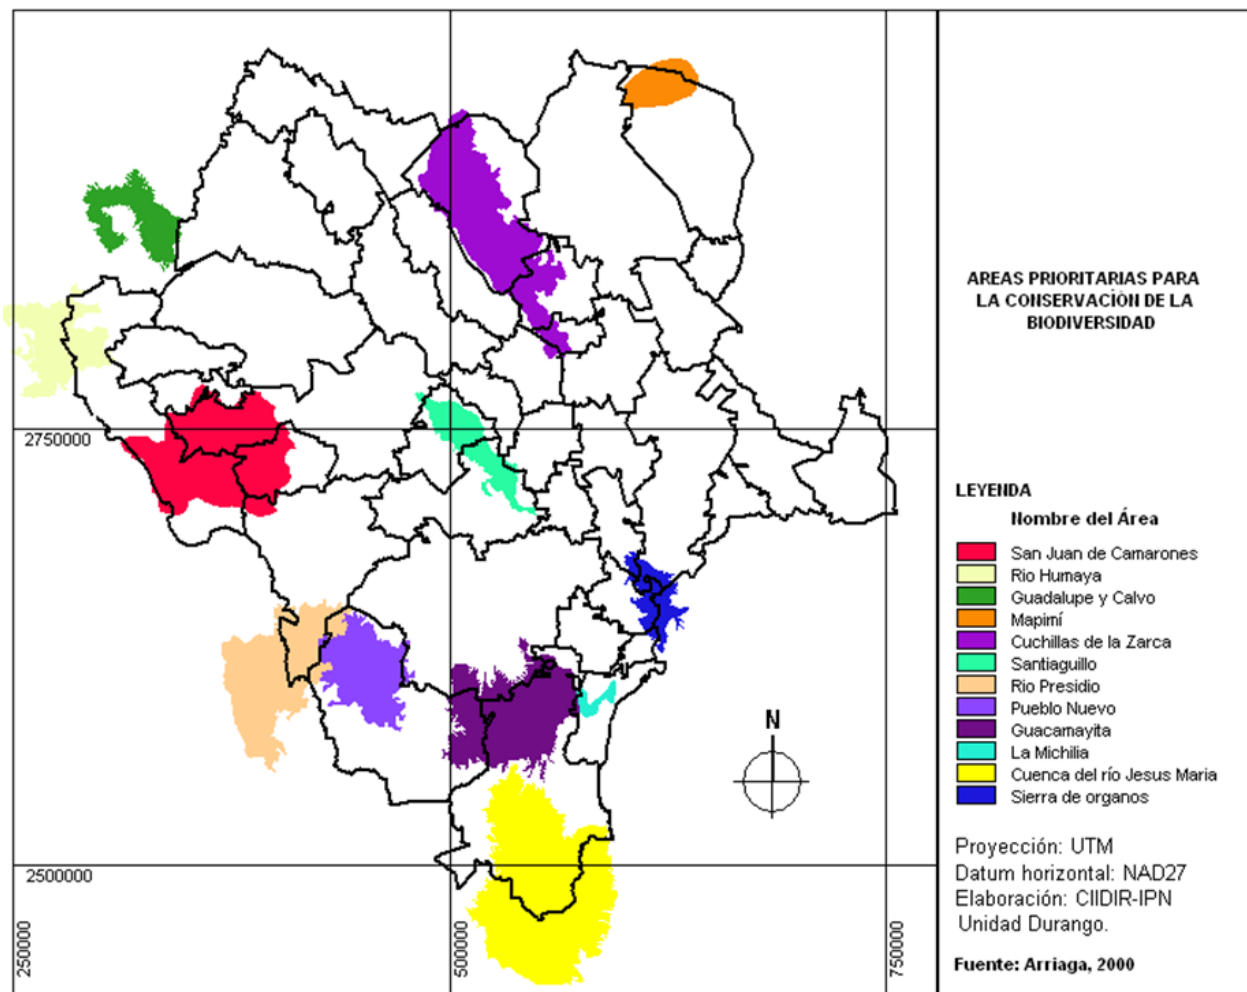 AREAS PRIORITARIAS PARA
LA CONSERVACIÖN DE LA
BIODIVERSIDAD
2750000
LEYENDA
Nombre del Área
San Juan de Camarones
Rio Humaya
Guadalupe y Calvo
Mapimí
Cuchillas de la Zarca
Santiaguillo
Rio Presidio
Pueblo Nuevo
Guacamayita
La Michilia
Cuenca del río Jesus Maria
Sierra de organos
N
Proyección: UTM
Datum horizontal: NAD27
Elaboración: CIIDIR-IPN
Unidad Durango.
Fuente: Arriaga, 2000
2500000
250000
500000
750000